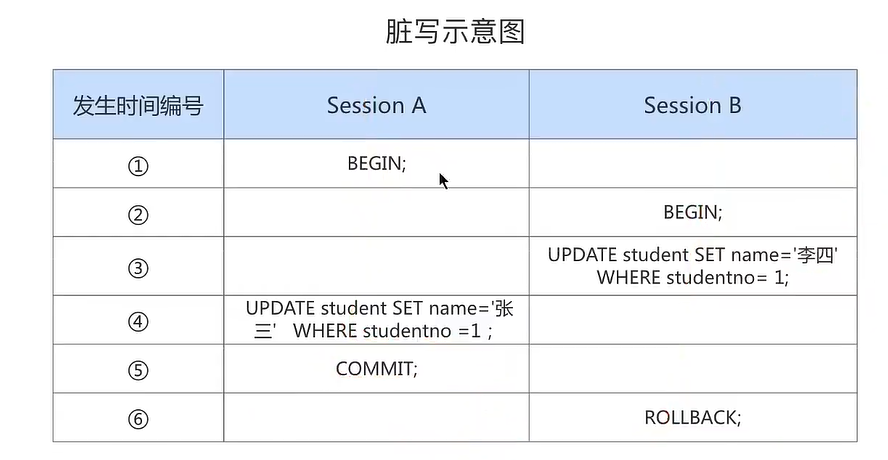 脏写示意图
发生时间编号 Session A Session B
① BEGIN;
② BEGIN;
③ UPDATE student SET name='李四'
WHERE studentno= 1;
④ UPDATE student SET name='张
三' WHERE studentno =1 ;
⑤ COMMIT;
⑥ ROLLBACK;